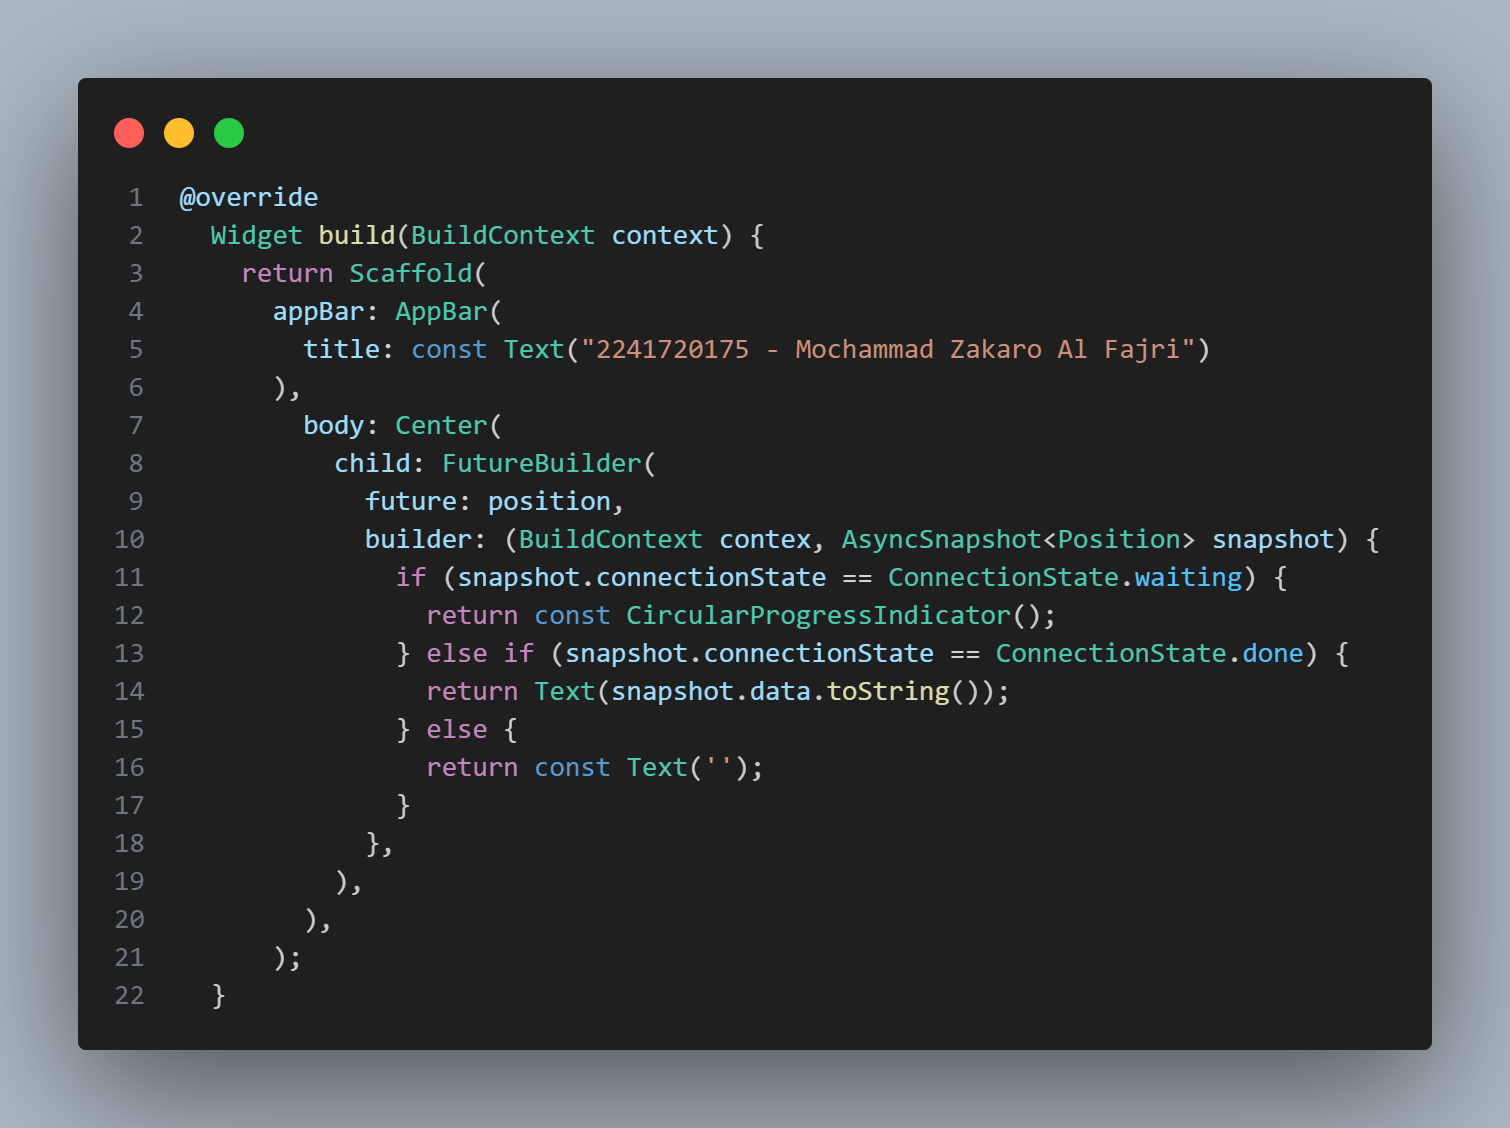 1 @override
2   Widget build(BuildContext context) {
3     return Scaffold(
4       appBar: AppBar(
5         title: const Text("2241720175 - Mochammad Zakaro Al Fajri")
6       ),
7         body: Center(
8           child: FutureBuilder(
9             future: position,
10             builder: (BuildContext contex, AsyncSnapshot<Position> snapshot) {
11               if (snapshot.connectionState == ConnectionState.waiting) {
12                 return const CircularProgressIndicator();
13               } else if (snapshot.connectionState == ConnectionState.done) {
14                 return Text(snapshot.data.toString());
15               } else {
16                 return const Text('');
17               }
18             },
19           ),
20         ),
21       );
22   }